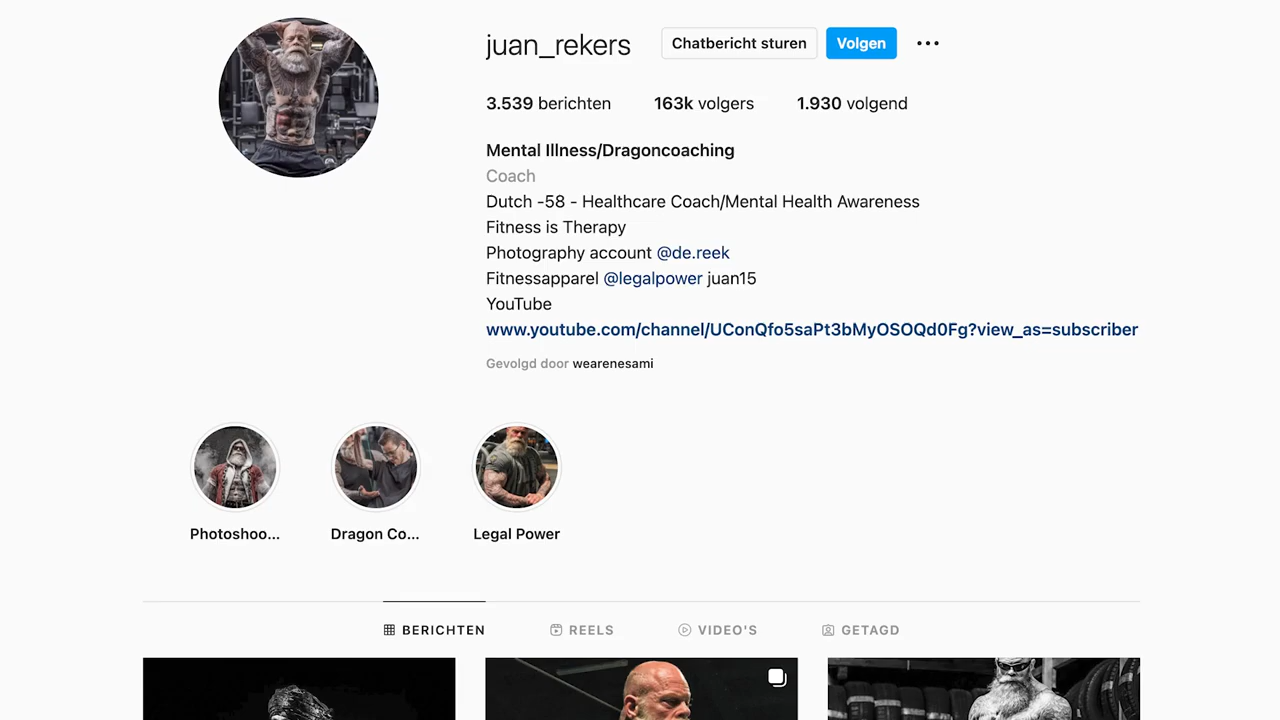 juan_rekers
Chatbericht sturen
Volgen
3.539 berichten
163k volgers
1.930 volgend
Mental Illness/Dragoncoaching
Coach
Dutch -58 - Healthcare Coach/Mental Health Awareness
Fitness is Therapy
Photography account @de.reek
Fitnessapparel @legalpower juan15
YouTube
www.youtube.com/channel/UConQfo5saPt3bMyOSOQd0Fg?view_as=subscriber
Gevolgd door wearenesami
Photoshoo...
Dragon Co...
Legal Power
BERICHTEN
REELS
VIDEO'S
GETAGD